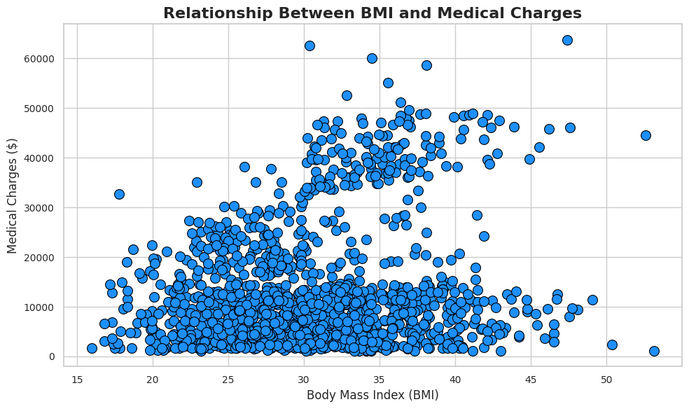 Relationship Between BMI and Medical Charges
Medical Charges ($)
60000
50000
40000
30000
20000
10000
0
15 20 25 30 35 40 45 50
Body Mass Index (BMI)